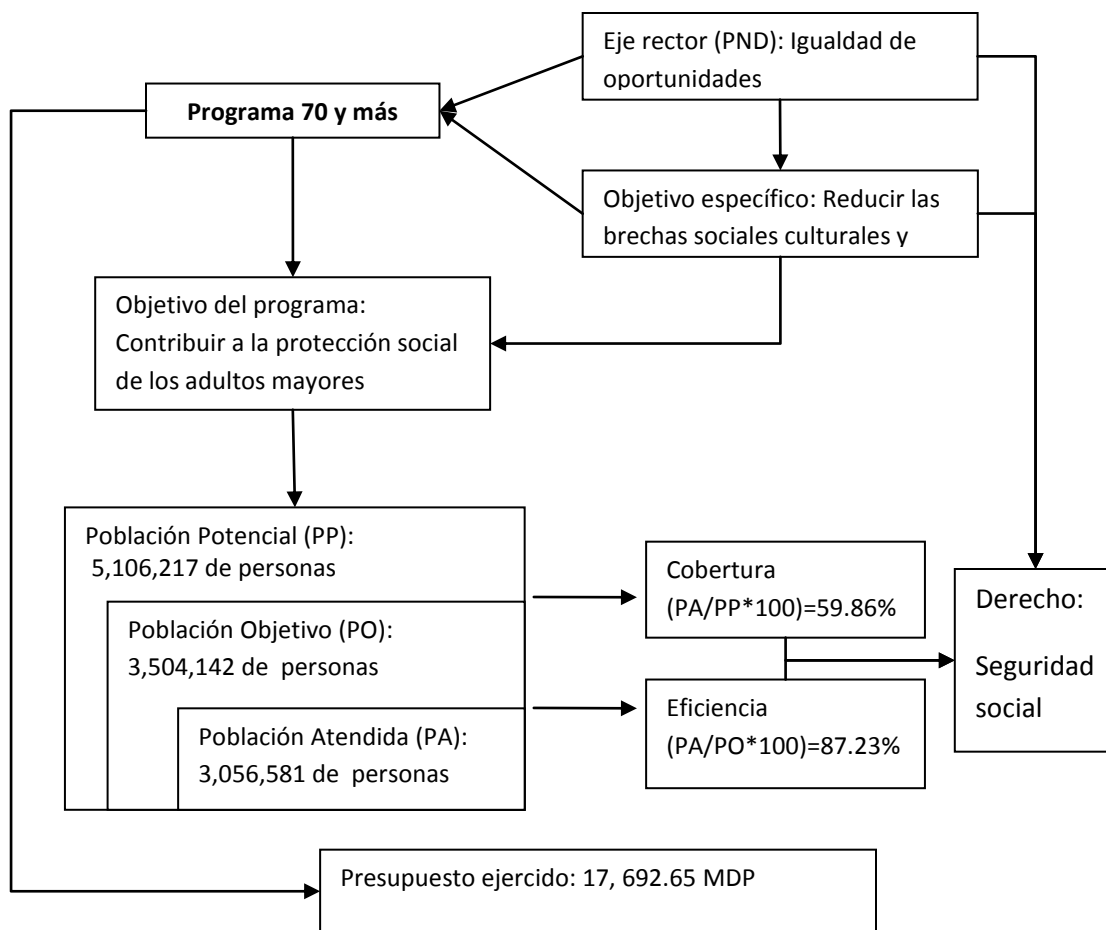 Eje rector (PND): Igualdad de
oportunidades
Programa 70 y más
Objetivo específico: Reducir las
brechas sociales culturales y
Objetivo del programa:
Contribuir a la protección social
de los adultos mayores
Población Potencial (PP):
5,106,217 de personas
Población Objetivo (PO):
3,504,142 de personas
Población Atendida (PA):
3,056,581 de personas
Cobertura
(PA/PP*100)=59.86%
Eficiencia
(PA/PO*100)=87.23%
Derecho:
Seguridad
social
Presupuesto ejercido: 17, 692.65 MDP